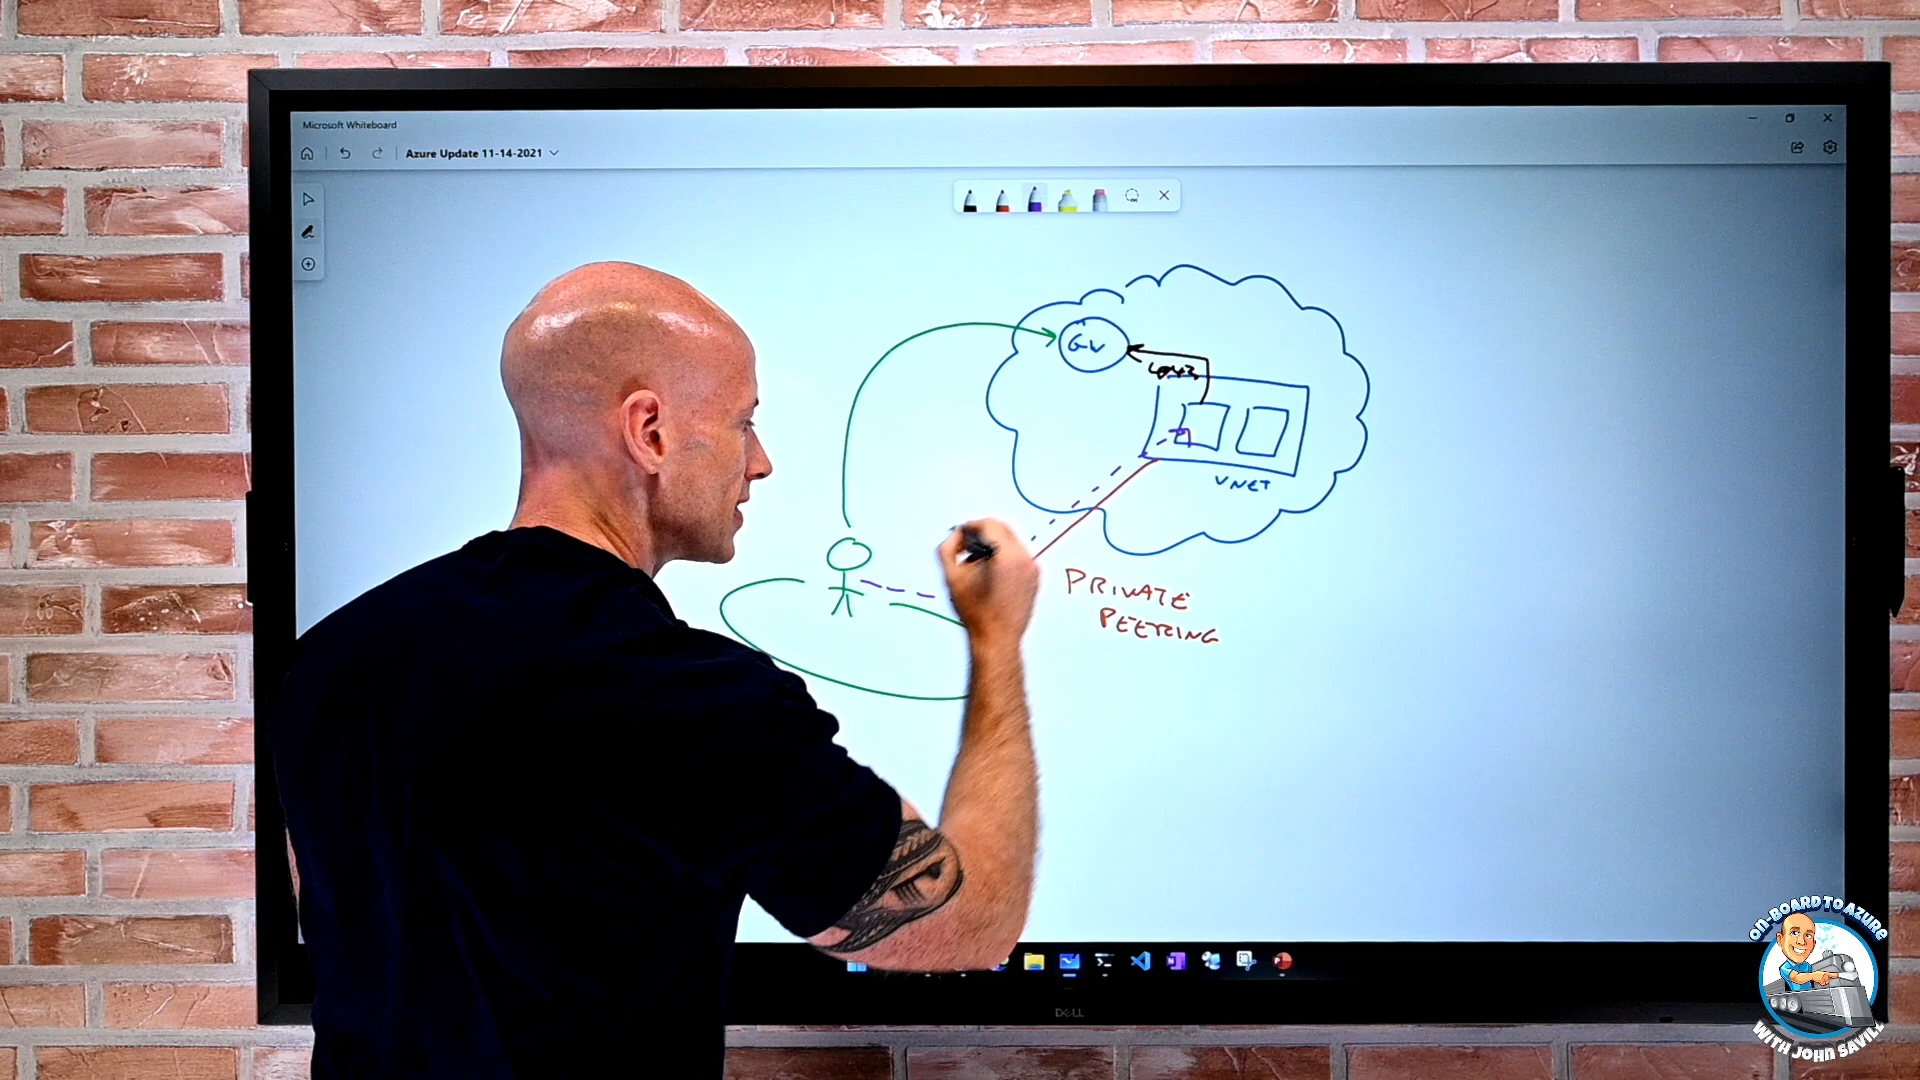 Microsoft Whiteboard
Azure Update 11-14-2021
GW
VNET
PRIVATE
PEERING
DELL
ON-BOARD TO AZURE
WITH JOHN SAVILL